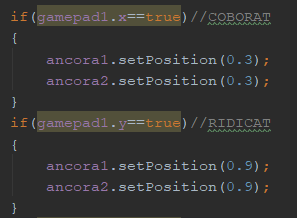 if(gamepad1.x==true)//COBORAT
{
    ancora1.setPosition(0.3);
    ancora2.setPosition(0.3);
}
if(gamepad1.y==true)//RIDICAT
{
    ancora1.setPosition(0.9);
    ancora2.setPosition(0.9);
}